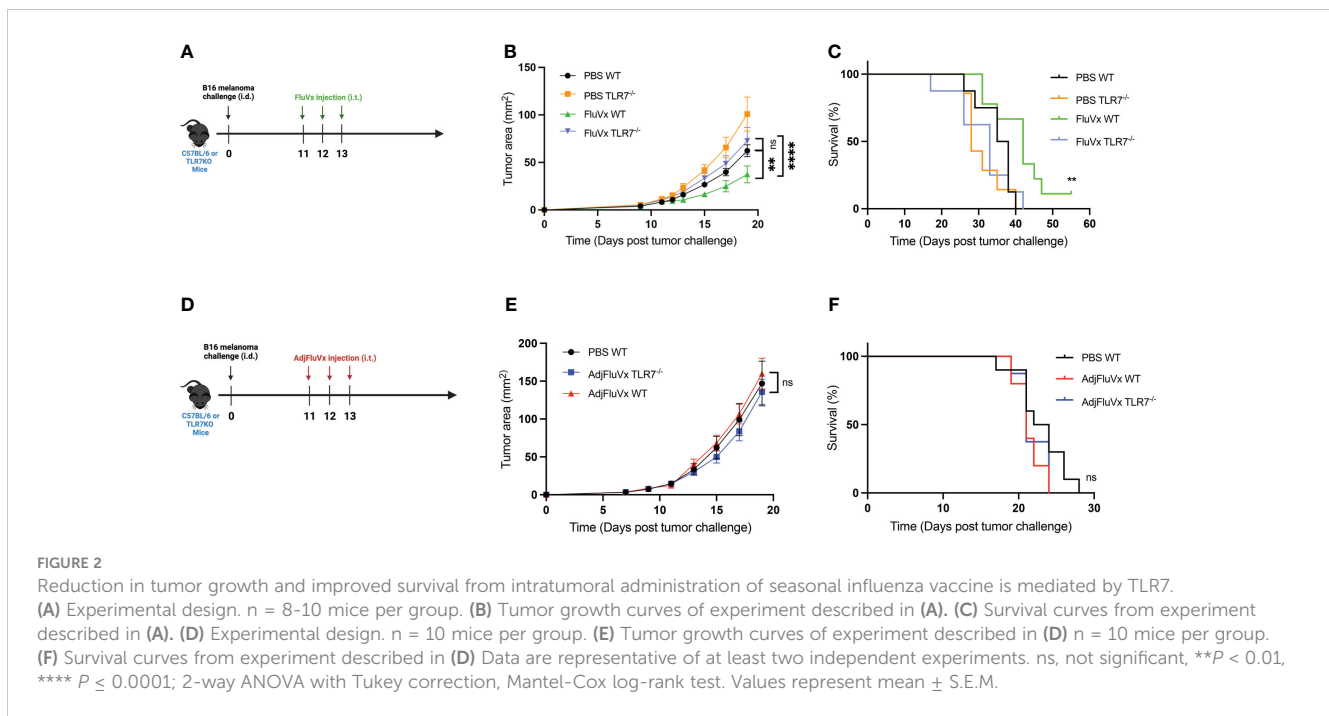 A
B16 melanoma
challenge (i.d.)
FluVx injection (i.t.)
C57BL/6 or
TLR7KO
Mice
0
11
12
13
B
Tumor area (mm²)
150
100
50
0
0
5
10
15
20
Time (Days post tumor challenge)
PBS WT
PBS TLR7⁻/⁻
FluVx WT
FluVx TLR7⁻/⁻
ns
**
****
C
Survival (%)
100
50
0
0
10
20
30
40
50
60
Time (Days post tumor challenge)
PBS WT
PBS TLR7⁻/⁻
FluVx WT
FluVx TLR7⁻/⁻
**
D
B16 melanoma
challenge (i.d.)
AdjFluVx injection (i.t.)
C57BL/6 or
TLR7KO
Mice
0
11
12
13
E
Tumor area (mm²)
200
150
100
50
0
0
5
10
15
20
Time (Days post tumor challenge)
PBS WT
AdjFluVx TLR7⁻/⁻
AdjFluVx WT
ns
F
Survival (%)
100
50
0
0
10
20
30
Time (Days post tumor challenge)
PBS WT
AdjFluVx WT
AdjFluVx TLR7⁻/⁻
ns
FIGURE 2
Reduction in tumor growth and improved survival from intratumoral administration of seasonal influenza vaccine is mediated by TLR7.
(A) Experimental design. n = 8-10 mice per group. (B) Tumor growth curves of experiment described in (A). (C) Survival curves from experiment
described in (A). (D) Experimental design. n = 10 mice per group. (E) Tumor growth curves of experiment described in (D) n = 10 mice per group.
(F) Survival curves from experiment described in (D) Data are representative of at least two independent experiments. ns, not significant, **P < 0.01,
**** P ≤ 0.0001; 2-way ANOVA with Tukey correction, Mantel-Cox log-rank test. Values represent mean ± S.E.M.